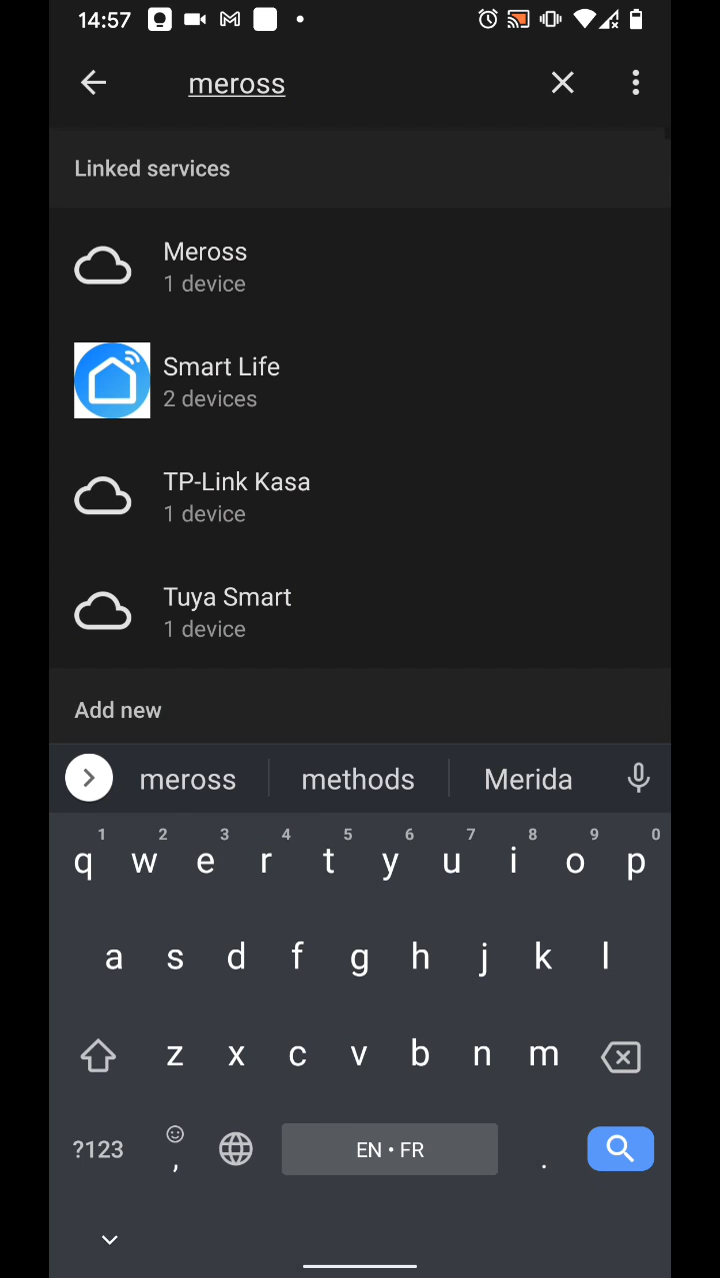 14:57
meross
Linked services
Meross
1 device
Smart Life
2 devices
TP-Link Kasa
1 device
Tuya Smart
1 device
Add new
meross methods Merida
1 2 3 4 5 6 7 8 9 0
q w e r t y u i o p
a s d f g h j k l
z x c v b n m
?123 , EN • FR .